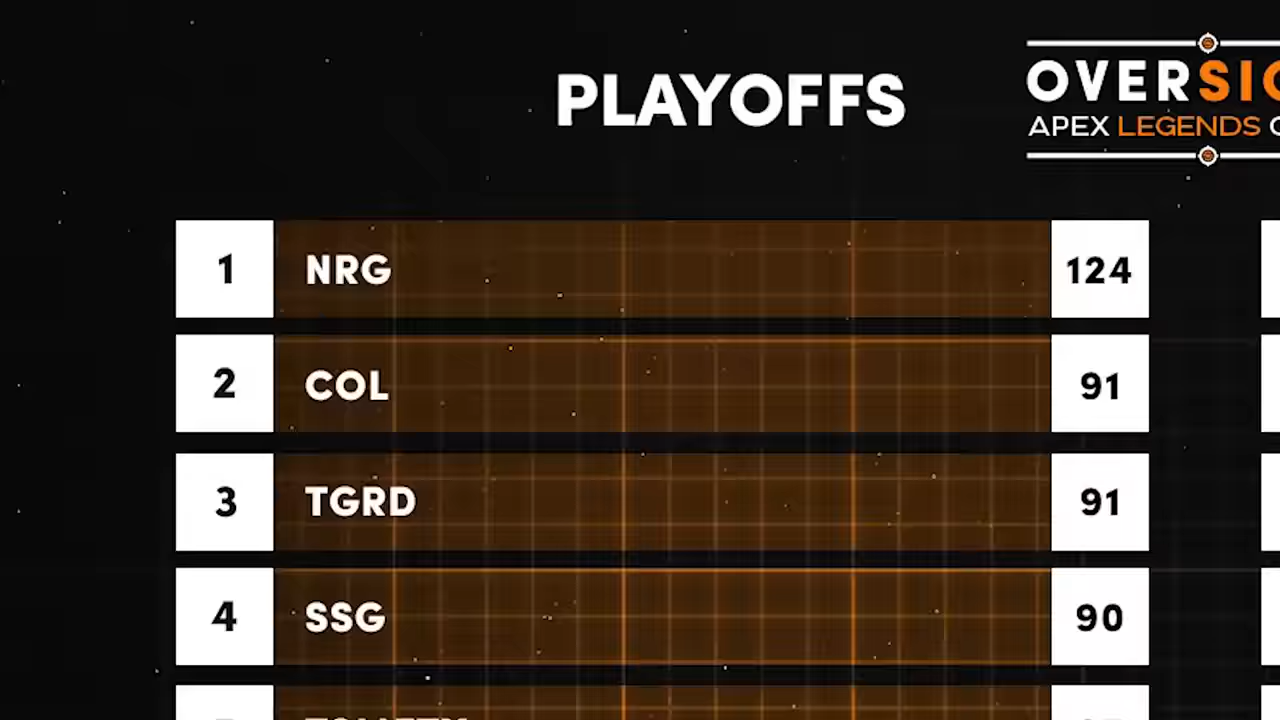 PLAYOFFS
OVERSIG
APEX LEGENDS
1 NRG 124
2 COL 91
3 TGRD 91
4 SSG 90